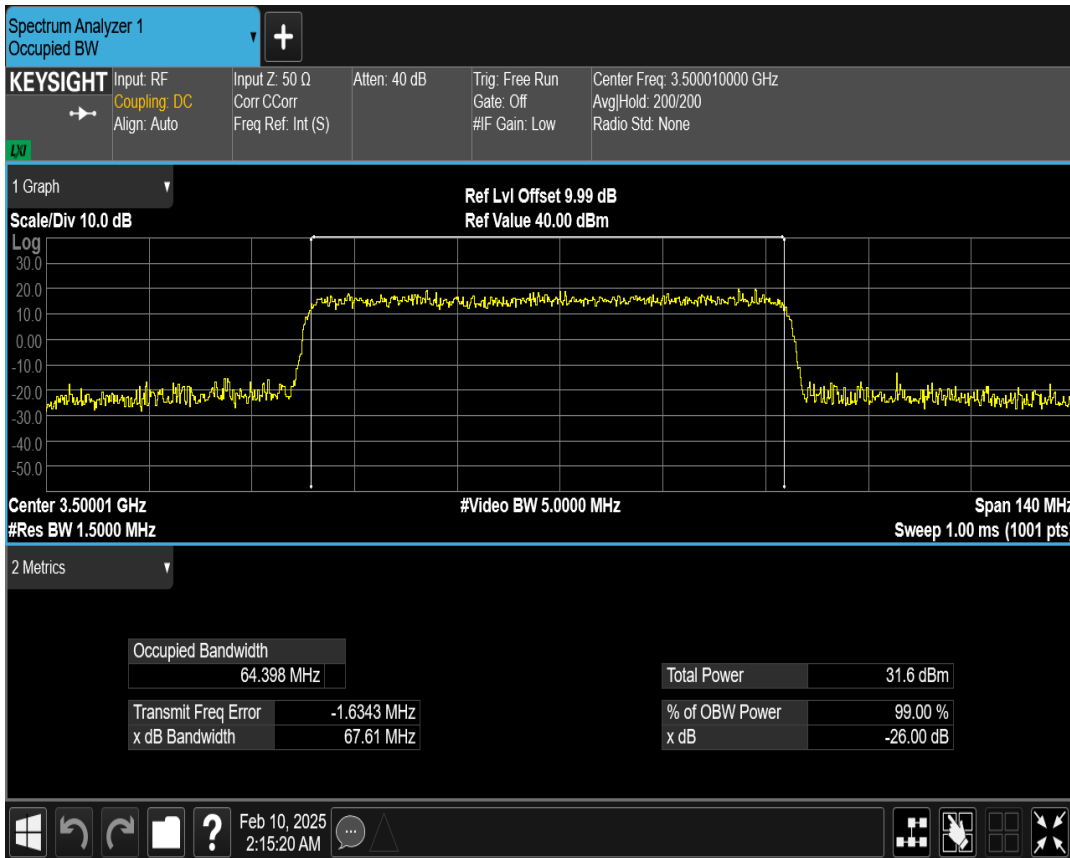 Spectrum Analyzer 1
Occupied BW
+
KEYSIGHT
LXI
Input: RF
Coupling: DC
Align: Auto
Input Z: 50 Ω
Corr CCorr
Freq Ref: Int (S)
Atten: 40 dB
Trig: Free Run
Gate: Off
#IF Gain: Low
Center Freq: 3.500010000 GHz
Avg|Hold: 200/200
Radio Std: None
1 Graph
Scale/Div 10.0 dB
Ref Lvl Offset 9.99 dB
Ref Value 40.00 dBm
Log
30.0
20.0
10.0
0.00
-10.0
-20.0
-30.0
-40.0
-50.0
Center 3.50001 GHz
#Video BW 5.0000 MHz
Span 140 MHz
#Res BW 1.5000 MHz
Sweep 1.00 ms (1001 pts)
2 Metrics
Occupied Bandwidth
64.398 MHz
Transmit Freq Error -1.6343 MHz
x dB Bandwidth 67.61 MHz
Total Power 31.6 dBm
% of OBW Power 99.00 %
x dB -26.00 dB
?
Feb 10, 2025
2:15:20 AM